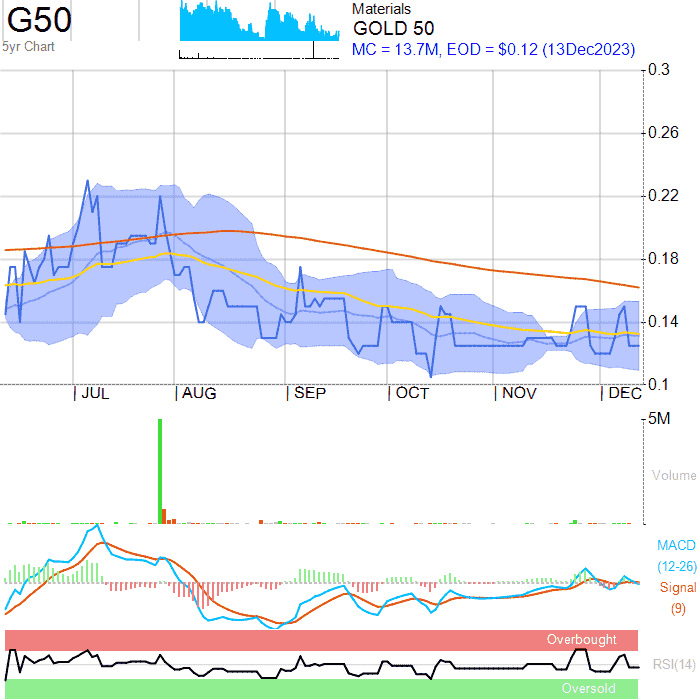 G50
5yr Chart
Materials
GOLD 50
MC = 13.7M, EOD = $0.12 (13Dec2023)
0.3
0.26
0.22
0.18
0.14
0.1
| JUL | AUG | SEP | OCT | NOV | DEC
5M
Volume
MACD
(12-26)
Signal
(9)
Overbought
RSI(14)
Oversold